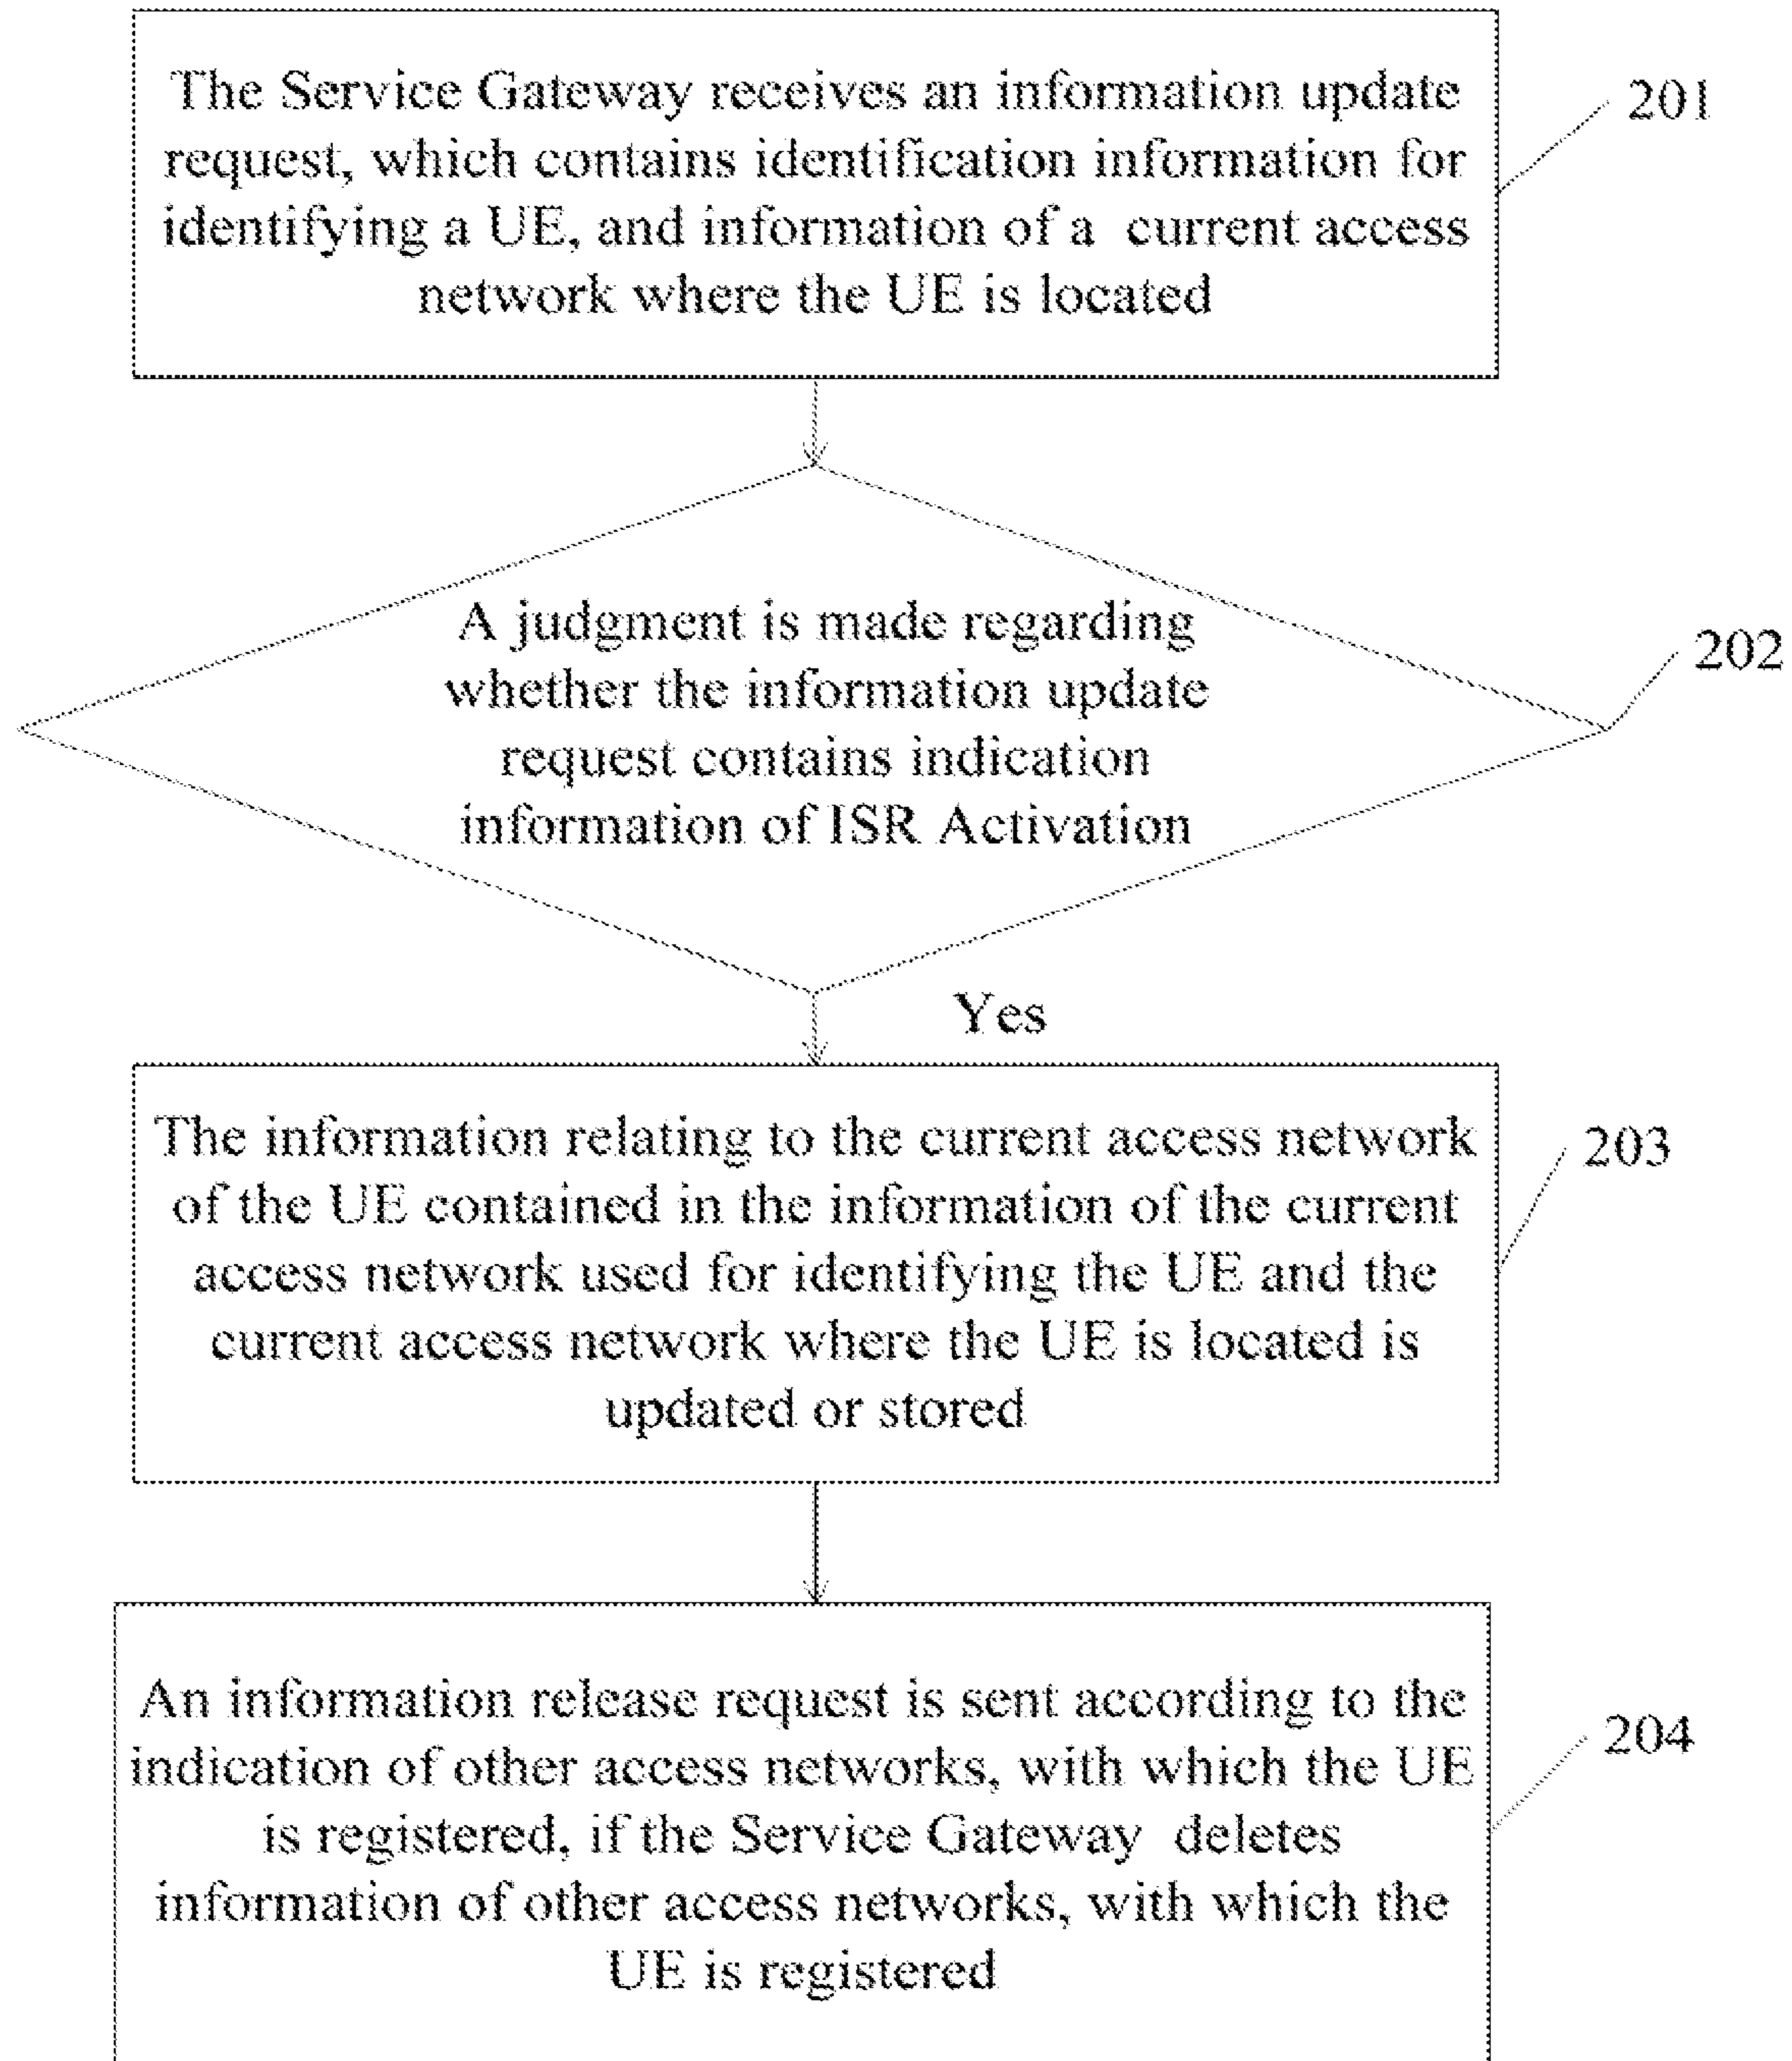 The Service Gateway receives an information update
request, which contains identification information for
identifying a UE, and information of a current access
network where the UE is located
201
A judgment is made regarding
whether the information update
request contains indication
information of ISR Activation
202
Yes
The information relating to the current access network
of the UE contained in the information of the current
access network used for identifying the UE and the
current access network where the UE is located is
updated or stored
203
An information release request is sent according to the
indication of other access networks, with which the UE
is registered, if the Service Gateway deletes
information of other access networks, with which the
UE is registered
204